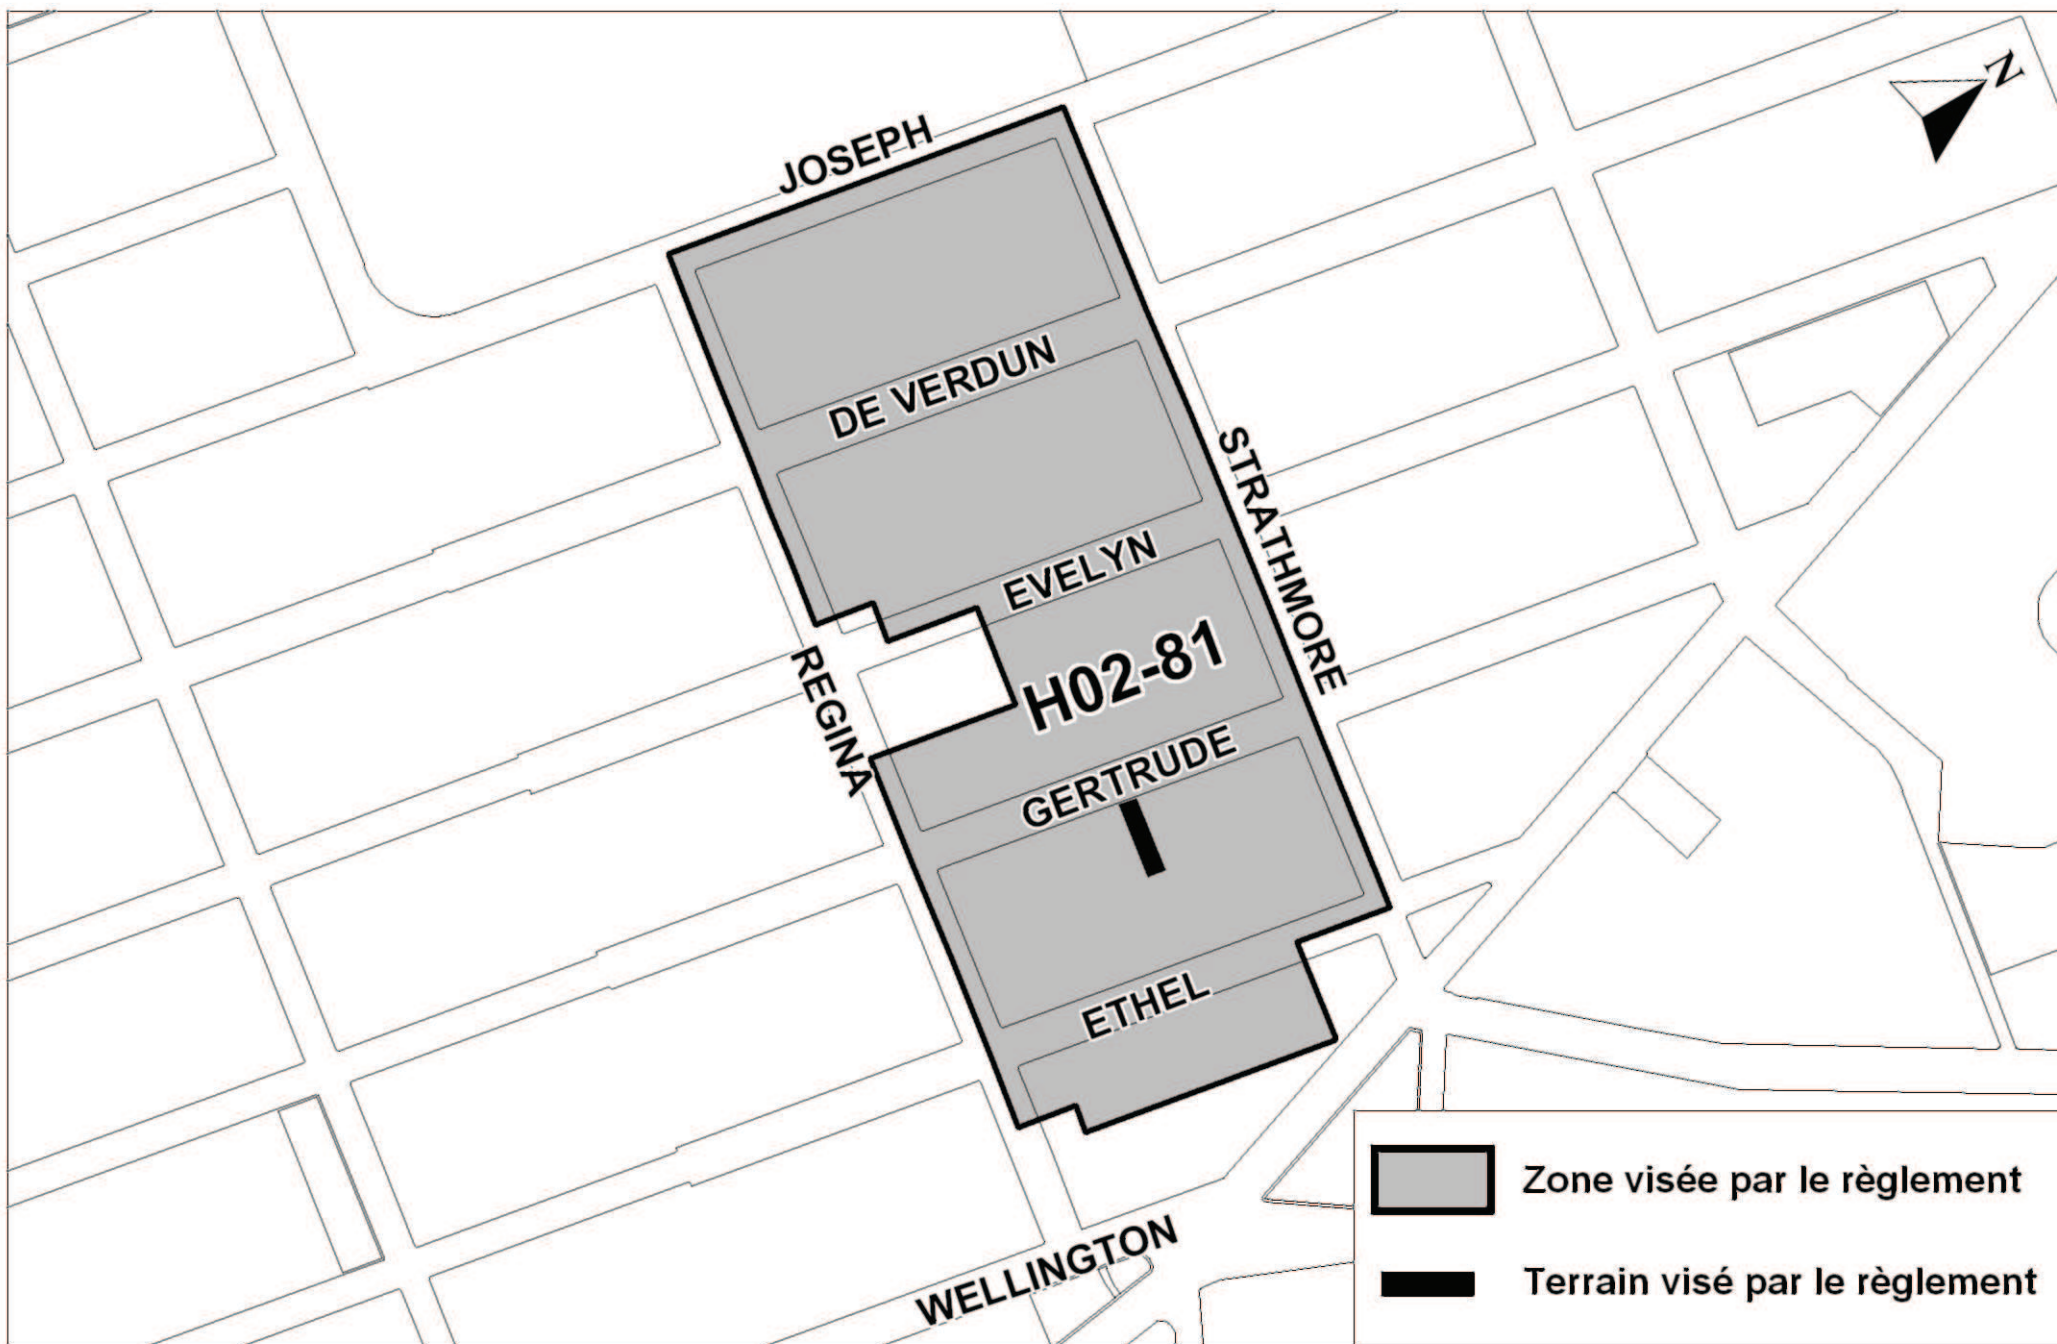 N
JOSEPH
DE VERDUN
STRATHMORE
EVELYN
H02-81
REGINA
GERTRUDE
ETHEL
WELLINGTON
Zone visée par le règlement
Terrain visé par le règlement